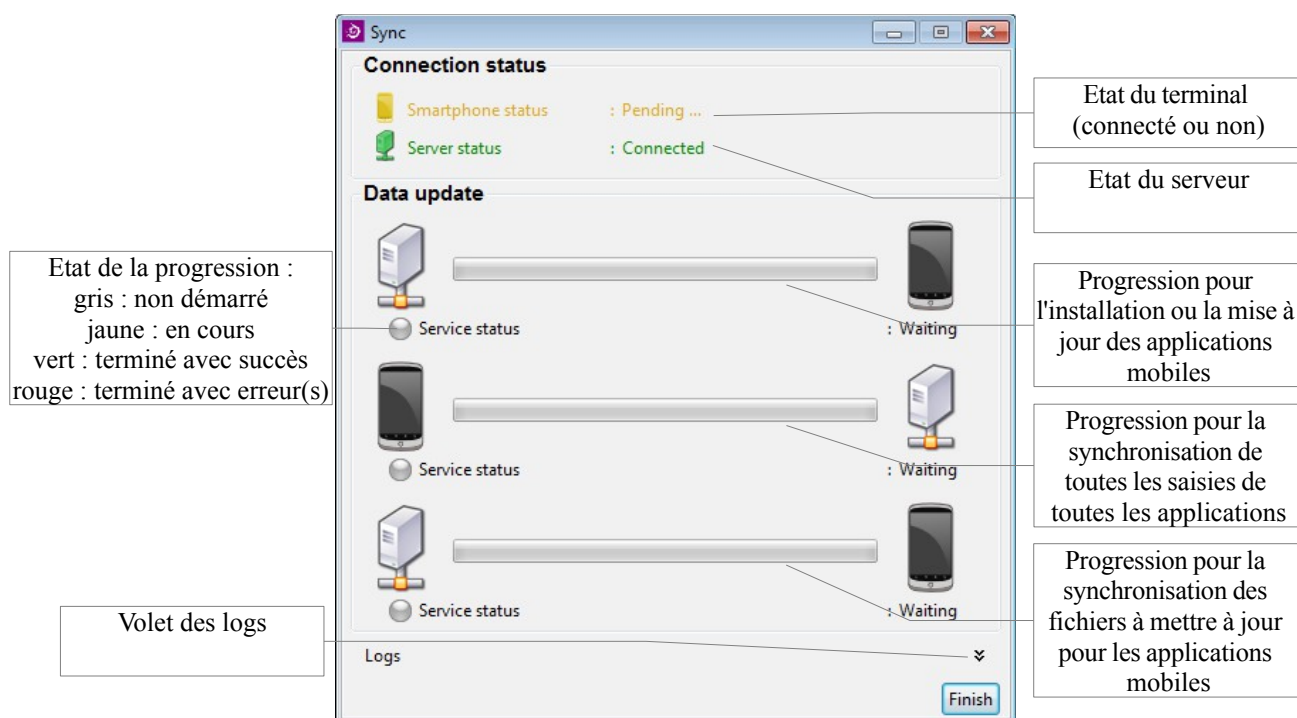 Sync
Connection status
Smartphone status : Pending ...
Server status : Connected
Etat du terminal
(connecté ou non)
Etat du serveur
Data update
Etat de la progression :
gris : non démarré
jaune : en cours
vert : terminé avec succès
rouge : terminé avec erreur(s)
Service status : Waiting
Progression pour
l'installation ou la mise à
jour des applications
mobiles
Service status : Waiting
Progression pour la
synchronisation de
toutes les saisies de
toutes les applications
Service status : Waiting
Progression pour la
synchronisation des
fichiers à mettre à jour
pour les applications
mobiles
Volet des logs
Logs
Finish